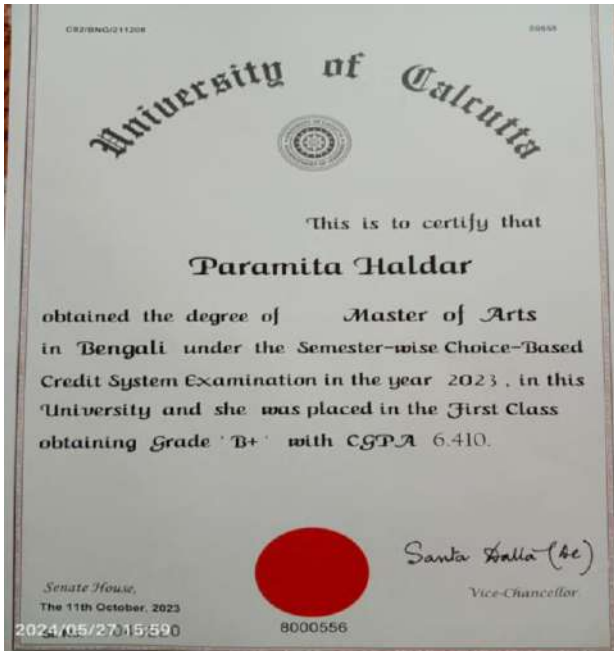 C82/BNG/211208
University of Calcutta
This is to certify that
Paramita Haldar
obtained the degree of Master of Arts
in Bengali under the Semester-wise Choice-Based
Credit System Examination in the year 2023, in this
University and she was placed in the First Class
obtaining Grade 'B+' with CGPA 6.410.
Santa Datta (De)
Senate House,
Vice-Chancellor
The 11th October, 2023
2024/05/27 15:59
8000556